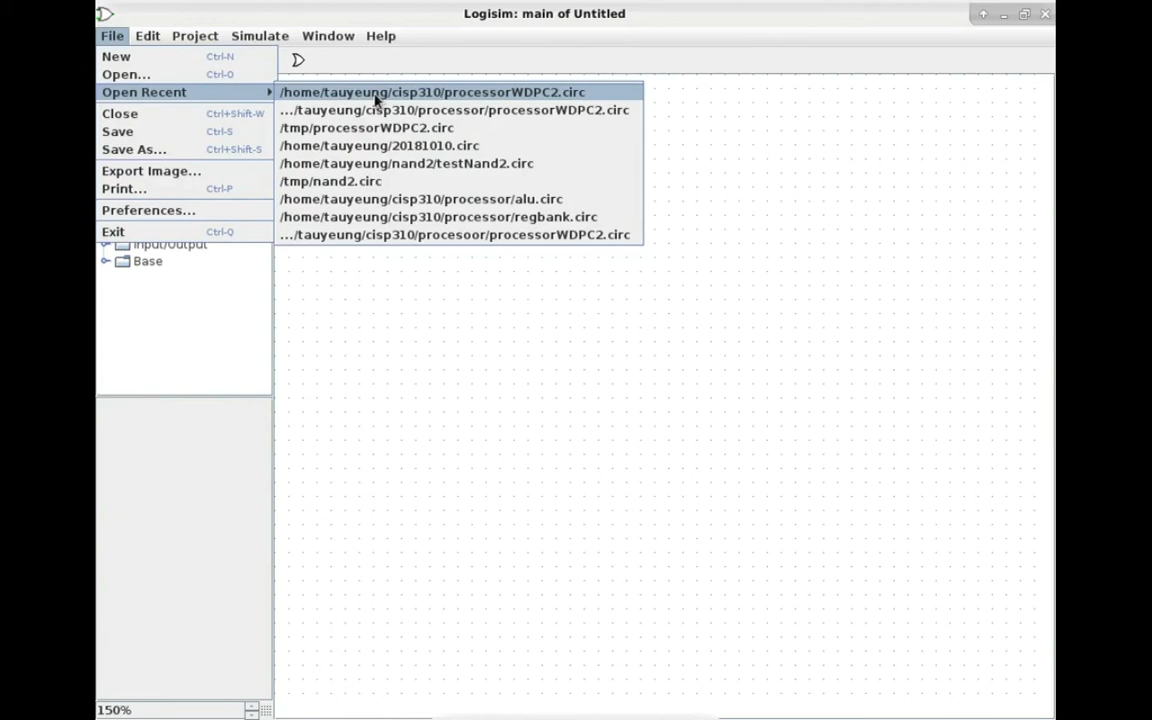 Logisim: main of Untitled
File Edit Project Simulate Window Help
New Ctrl-N
Open... Ctrl-O
Open Recent
Close Ctrl+Shift-W
Save Ctrl-S
Save As... Ctrl+Shift-S
Export Image...
Print... Ctrl-P
Preferences...
Exit Ctrl-Q
/home/tauyeung/cisp310/processorWDPC2.circ
.../tauyeung/cisp310/processor/processorWDPC2.circ
/tmp/processorWDPC2.circ
/home/tauyeung/20181010.circ
/home/tauyeung/nand2/testNand2.circ
/tmp/nand2.circ
/home/tauyeung/cisp310/processor/alu.circ
/home/tauyeung/cisp310/processor/regbank.circ
.../tauyeung/cisp310/procesoor/processorWDPC2.circ
Input/Output
Base
150%